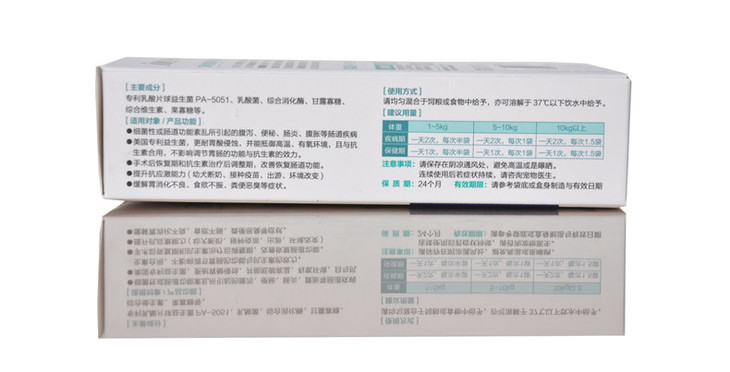 [主要成分]
专利乳酸片球益生菌 PA-5051、乳酸菌、综合消化酶、甘露寡糖、
综合维生素、果寡糖等。
[适用对象/产品功能]
●细菌性或肠道功能紊乱所引起的腹泻、便秘、肠炎、腹胀等肠道疾病
●美国专利益生菌,更耐胃酸侵蚀,并能抵御高温、有氧环境,且与抗
生素合用,不影响调节胃肠的功能与抗生素的效力。
●手术后恢复期和抗生素治疗后调整期,改善恢复肠道功能。
●提升抗应激能力(幼犬断奶、接种疫苗、出游、环境改变)
●缓解胃消化不良、食欲不振、粪便恶臭等症状。
[使用方式]
请均匀混合于饲粮或食物中给予,亦可溶解于 37℃以下饮水中给予。
[建议用量]
体重 1~5kg 5~10kg 10kg以上
疾病期 一天2次,每次半袋 一天2次,每次1袋 一天2次,每次1.5袋
保健期 一天1次,每次半袋 一天1次,每次1袋 一天1次,每次1.5袋
注意事项:请保存在阴凉通风处,避免高温或是曝晒。
连续使用后若症状持续,请咨询宠物医生。
保 质 期:24个月 有效期限:请参考袋底或盒身制造与有效日期